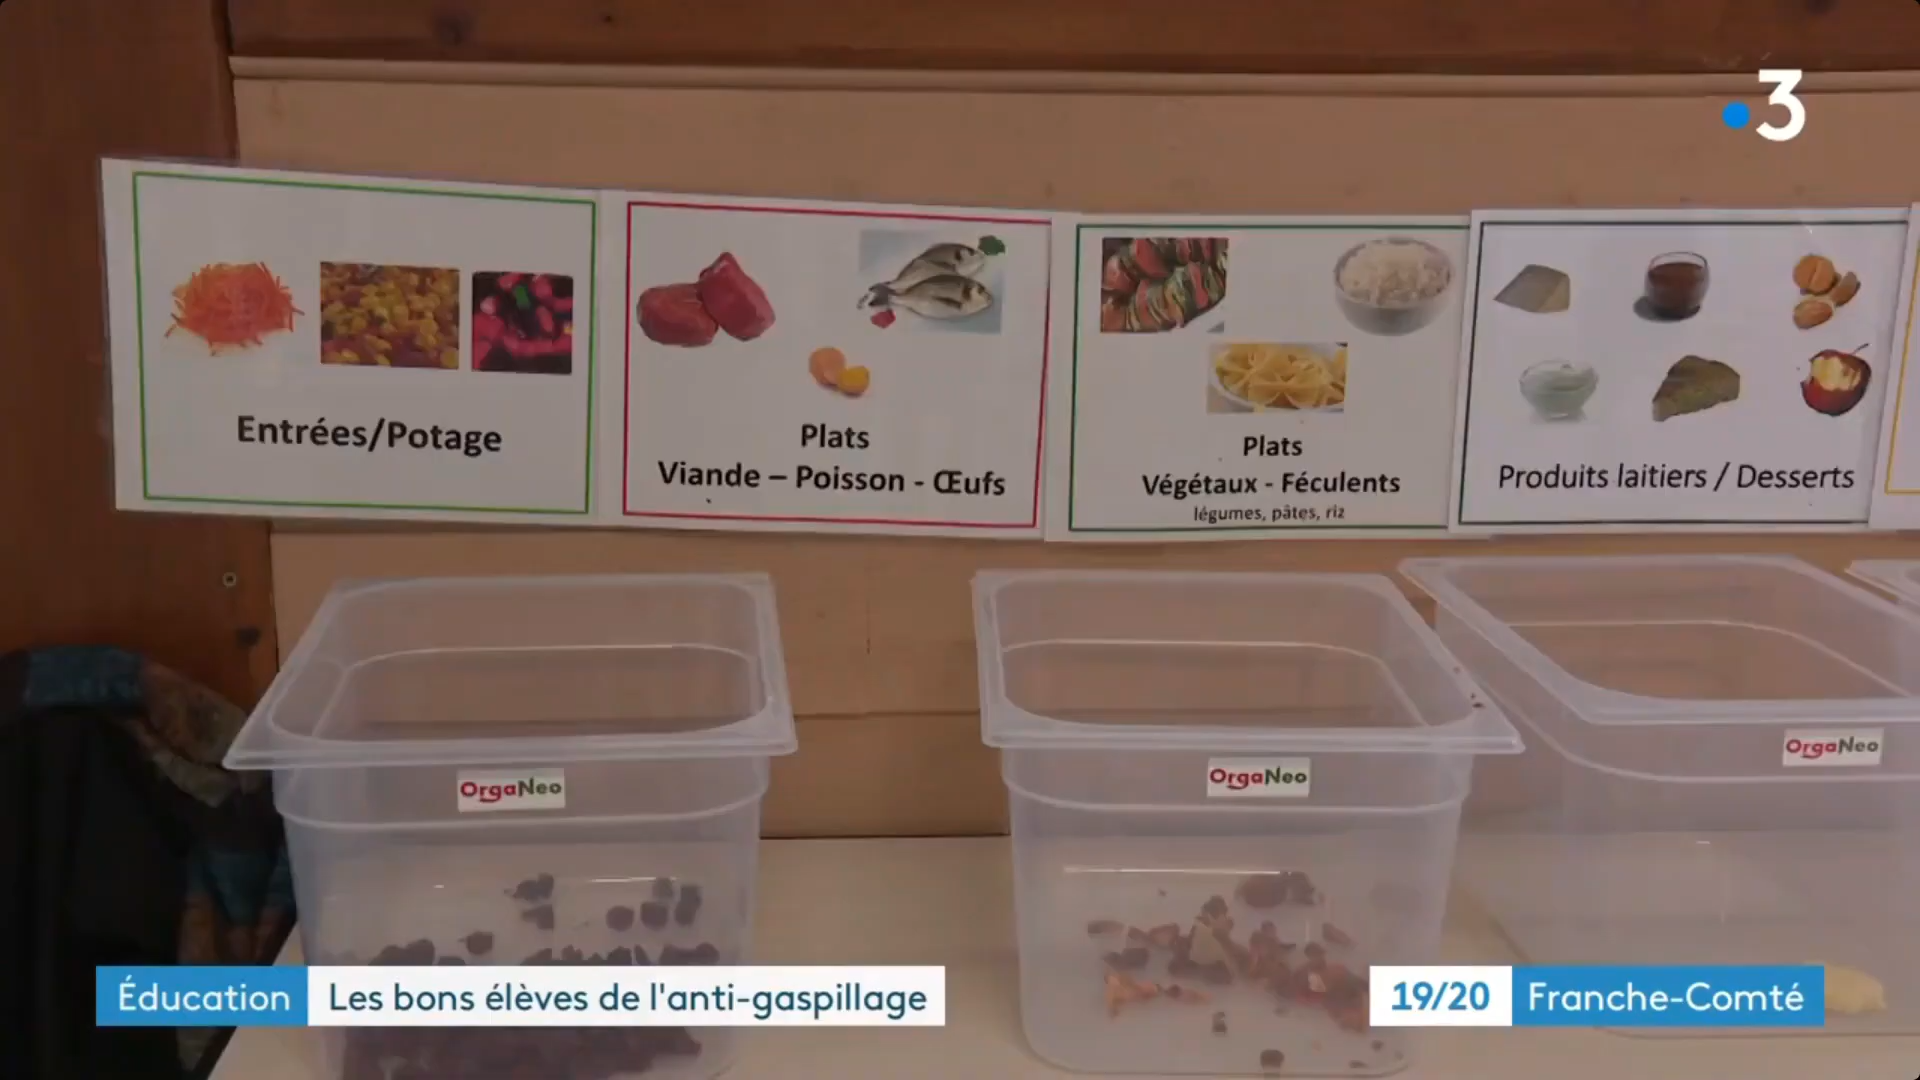 3
Entrées/Potage
Plats
Viande – Poisson - Œufs
Plats
Végétaux - Féculents
légumes, pâtes, riz
Produits laitiers / Desserts
OrgaNeo
OrgaNeo
OrgaNeo
Éducation
Les bons élèves de l'anti-gaspillage
19/20
Franche-Comté